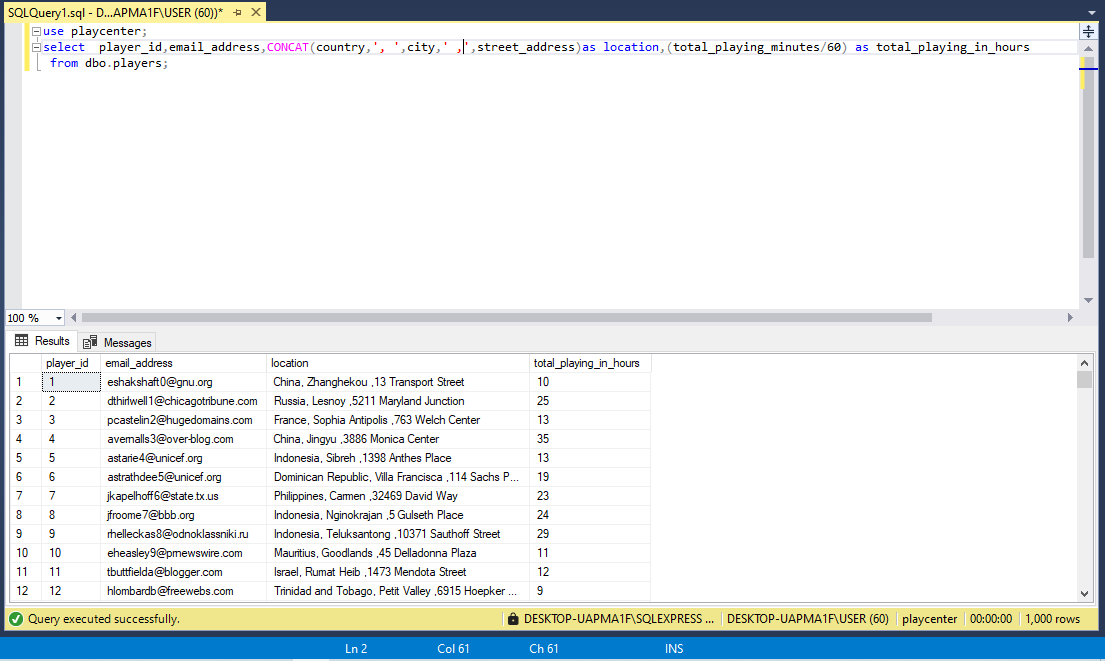 SQLQuery1.sql - D...APMA1F\USER (60))*
use playcenter;
select  player_id,email_address,CONCAT(country,', ',city,' ,',street_address)as location,(total_playing_minutes/60) as total_playing_in_hours
from dbo.players;
100 %
Results Messages
player_id email_address location total_playing_in_hours
1 1 eshakshaft0@gnu.org China, Zhanghekou ,13 Transport Street 10
2 2 dthirlwell1@chicagotribune.com Russia, Lesnoy ,5211 Maryland Junction 25
3 3 pcastelin2@hugedomains.com France, Sophia Antipolis ,763 Welch Center 13
4 4 avernalls3@over-blog.com China, Jingyu ,3886 Monica Center 35
5 5 astarie4@unicef.org Indonesia, Sibreh ,1398 Anthes Place 13
6 6 astrathdee5@unicef.org Dominican Republic, Villa Francisca ,114 Sachs P... 19
7 7 jkapelhoff6@state.tx.us Philippines, Carmen ,32469 David Way 23
8 8 jfroome7@bbb.org Indonesia, Nginokrajan ,5 Gulseth Place 24
9 9 rhelleckas8@odnoklassniki.ru Indonesia, Teluksantong ,10371 Sauthoff Street 29
10 10 eheasley9@prnewswire.com Mauritius, Goodlands ,45 Delladonna Plaza 11
11 11 tbuttfielda@blogger.com Israel, Rumat Heib ,1473 Mendota Street 12
12 12 hlombardb@freewebs.com Trinidad and Tobago, Petit Valley ,6915 Hoepker ... 9
Query executed successfully. DESKTOP-UAPMA1F\SQLEXPRESS ... DESKTOP-UAPMA1F\USER (60) playcenter 00:00:00 1,000 rows
Ln 2 Col 61 Ch 61 INS